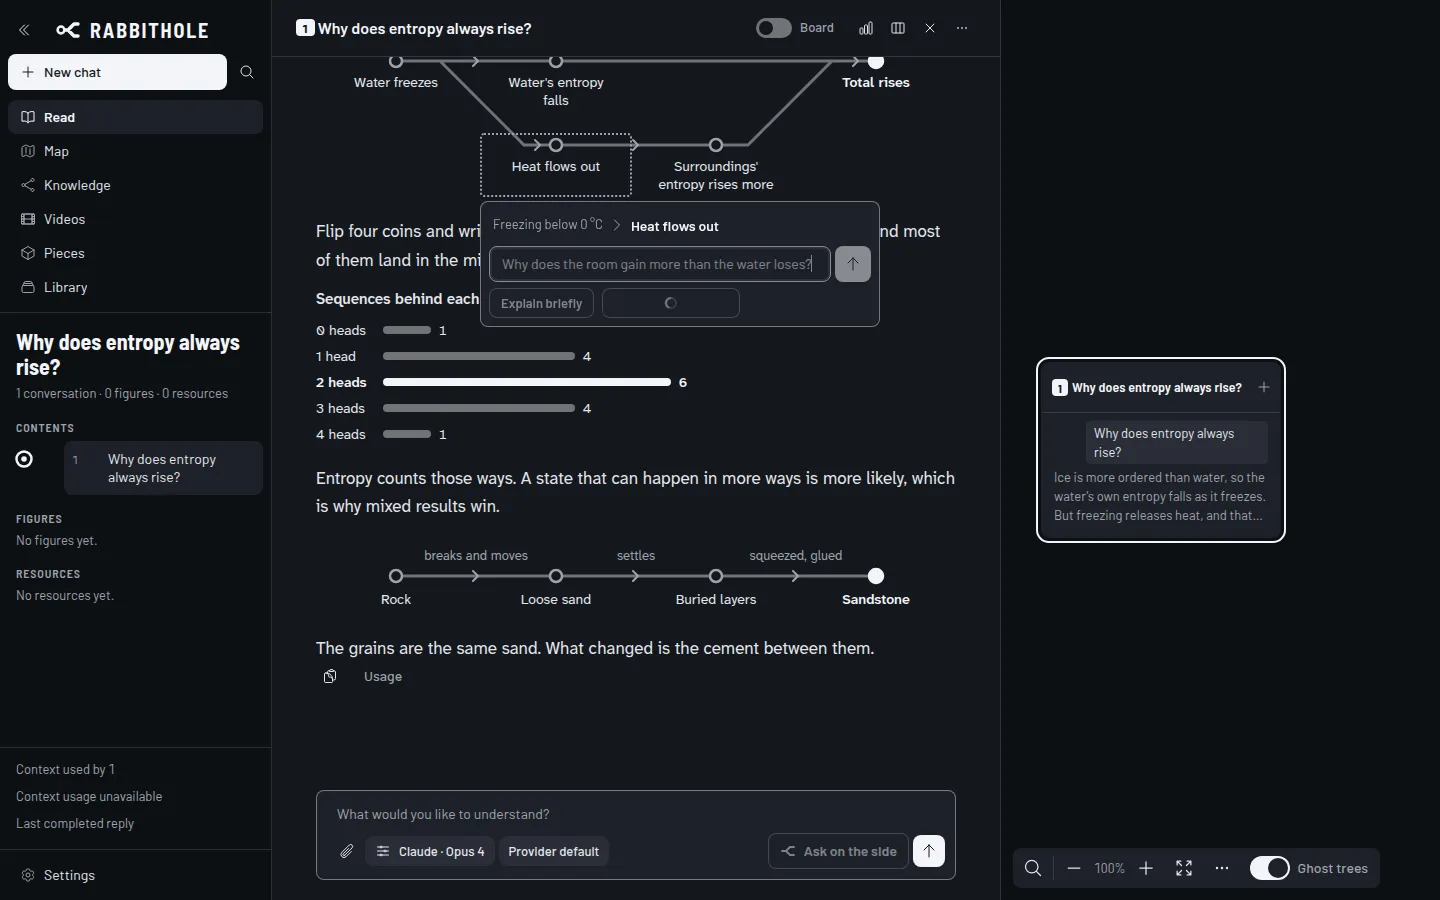 RABBITHOLE
New chat
Read
Map
Knowledge
Videos
Pieces
Library
Why does entropy always
rise?
1 conversation · 0 figures · 0 resources
CONTENTS
1 Why does entropy
always rise?
FIGURES
No figures yet.
RESOURCES
No resources yet.
Context used by 1
Context usage unavailable
Last completed reply
Settings
1 Why does entropy always rise?
Board
Water freezes
Water's entropy
falls
Total rises
Heat flows out
Surroundings'
entropy rises more
Flip four coins and wri
nd most
of them land in the mi
Freezing below 0 °C > Heat flows out
Why does the room gain more than the water loses?
Explain briefly
Sequences behind each
0 heads 1
1 head 4
2 heads 6
3 heads 4
4 heads 1
Entropy counts those ways. A state that can happen in more ways is more likely, which
is why mixed results win.
breaks and moves settles squeezed, glued
Rock Loose sand Buried layers Sandstone
The grains are the same sand. What changed is the cement between them.
Usage
What would you like to understand?
Claude · Opus 4 Provider default Ask on the side
1 Why does entropy always rise?
Why does entropy always
rise?
Ice is more ordered than water, so the
water's own entropy falls as it freezes.
But freezing releases heat, and that...
100% Ghost trees